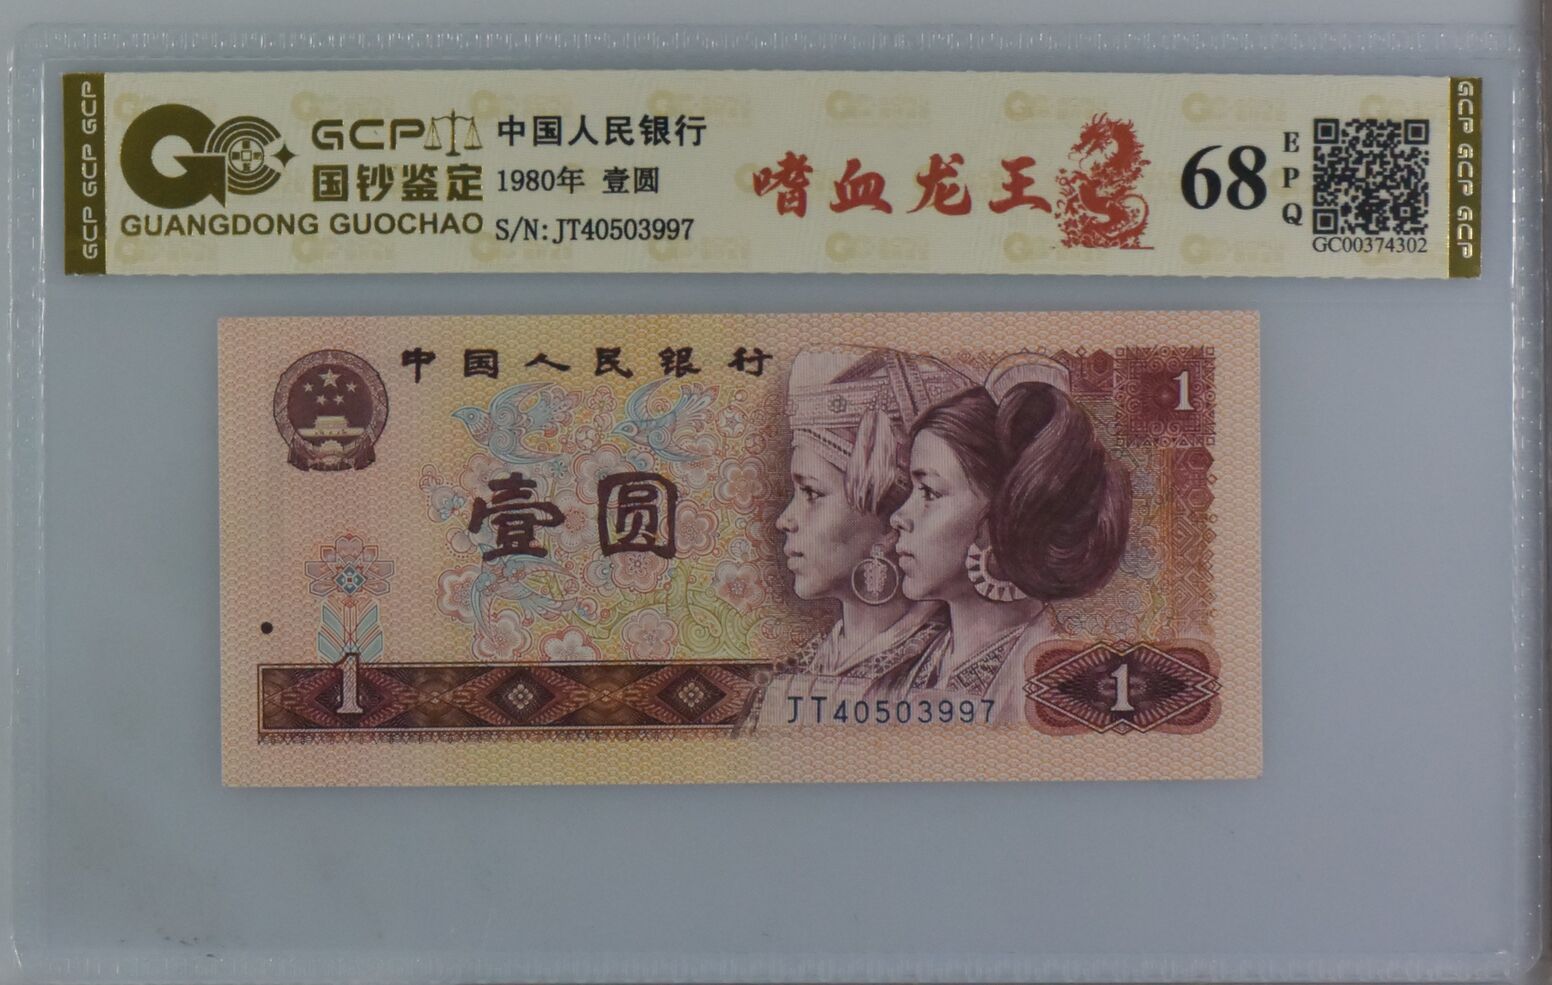 GCP
国钞鉴定
GUANGDONG GUOCHAO
中国人民银行
1980年 壹圆
S/N: JT40503997
嗜血龙王
68
EPQ
GC00374302
GCP GCP GCP
GCP GCP GCP
中国人民银行
1
壹圆
1
JT40503997
1